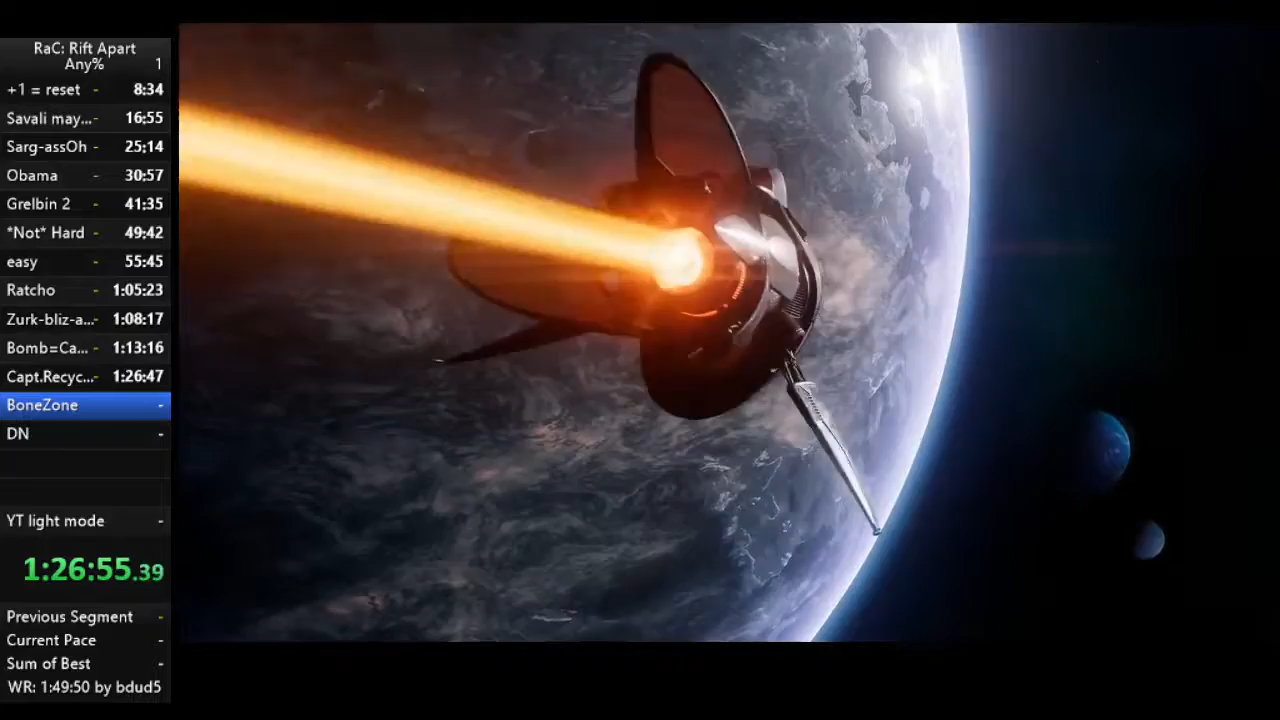 RaC: Rift Apart
Any% 1
+1 = reset - 8:34
Savali may...- 16:55
Sarg-assOh - 25:14
Obama - 30:57
Grelbin 2 - 41:35
*Not* Hard - 49:42
easy - 55:45
Ratcho - 1:05:23
Zurk-bliz-a...- 1:08:17
Bomb=Ca... - 1:13:16
Capt.Recyc...- 1:26:47
BoneZone -
DN -
YT light mode -
1:26:55.39
Previous Segment -
Current Pace -
Sum of Best -
WR: 1:49:50 by bdud5